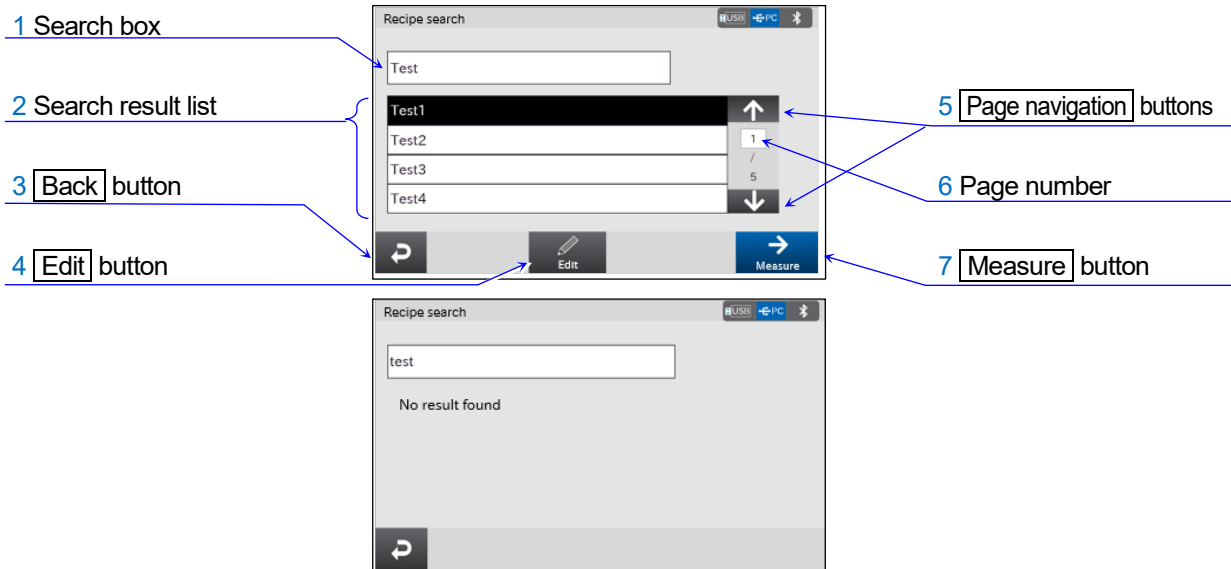 1 Search box
2 Search result list
3 Back button
4 Edit button
Recipe search
USB PC
Test
Test1
Test2
Test3
Test4
1
/
5
Edit
Measure
5 Page navigation buttons
6 Page number
7 Measure button
Recipe search
USB PC
test
No result found